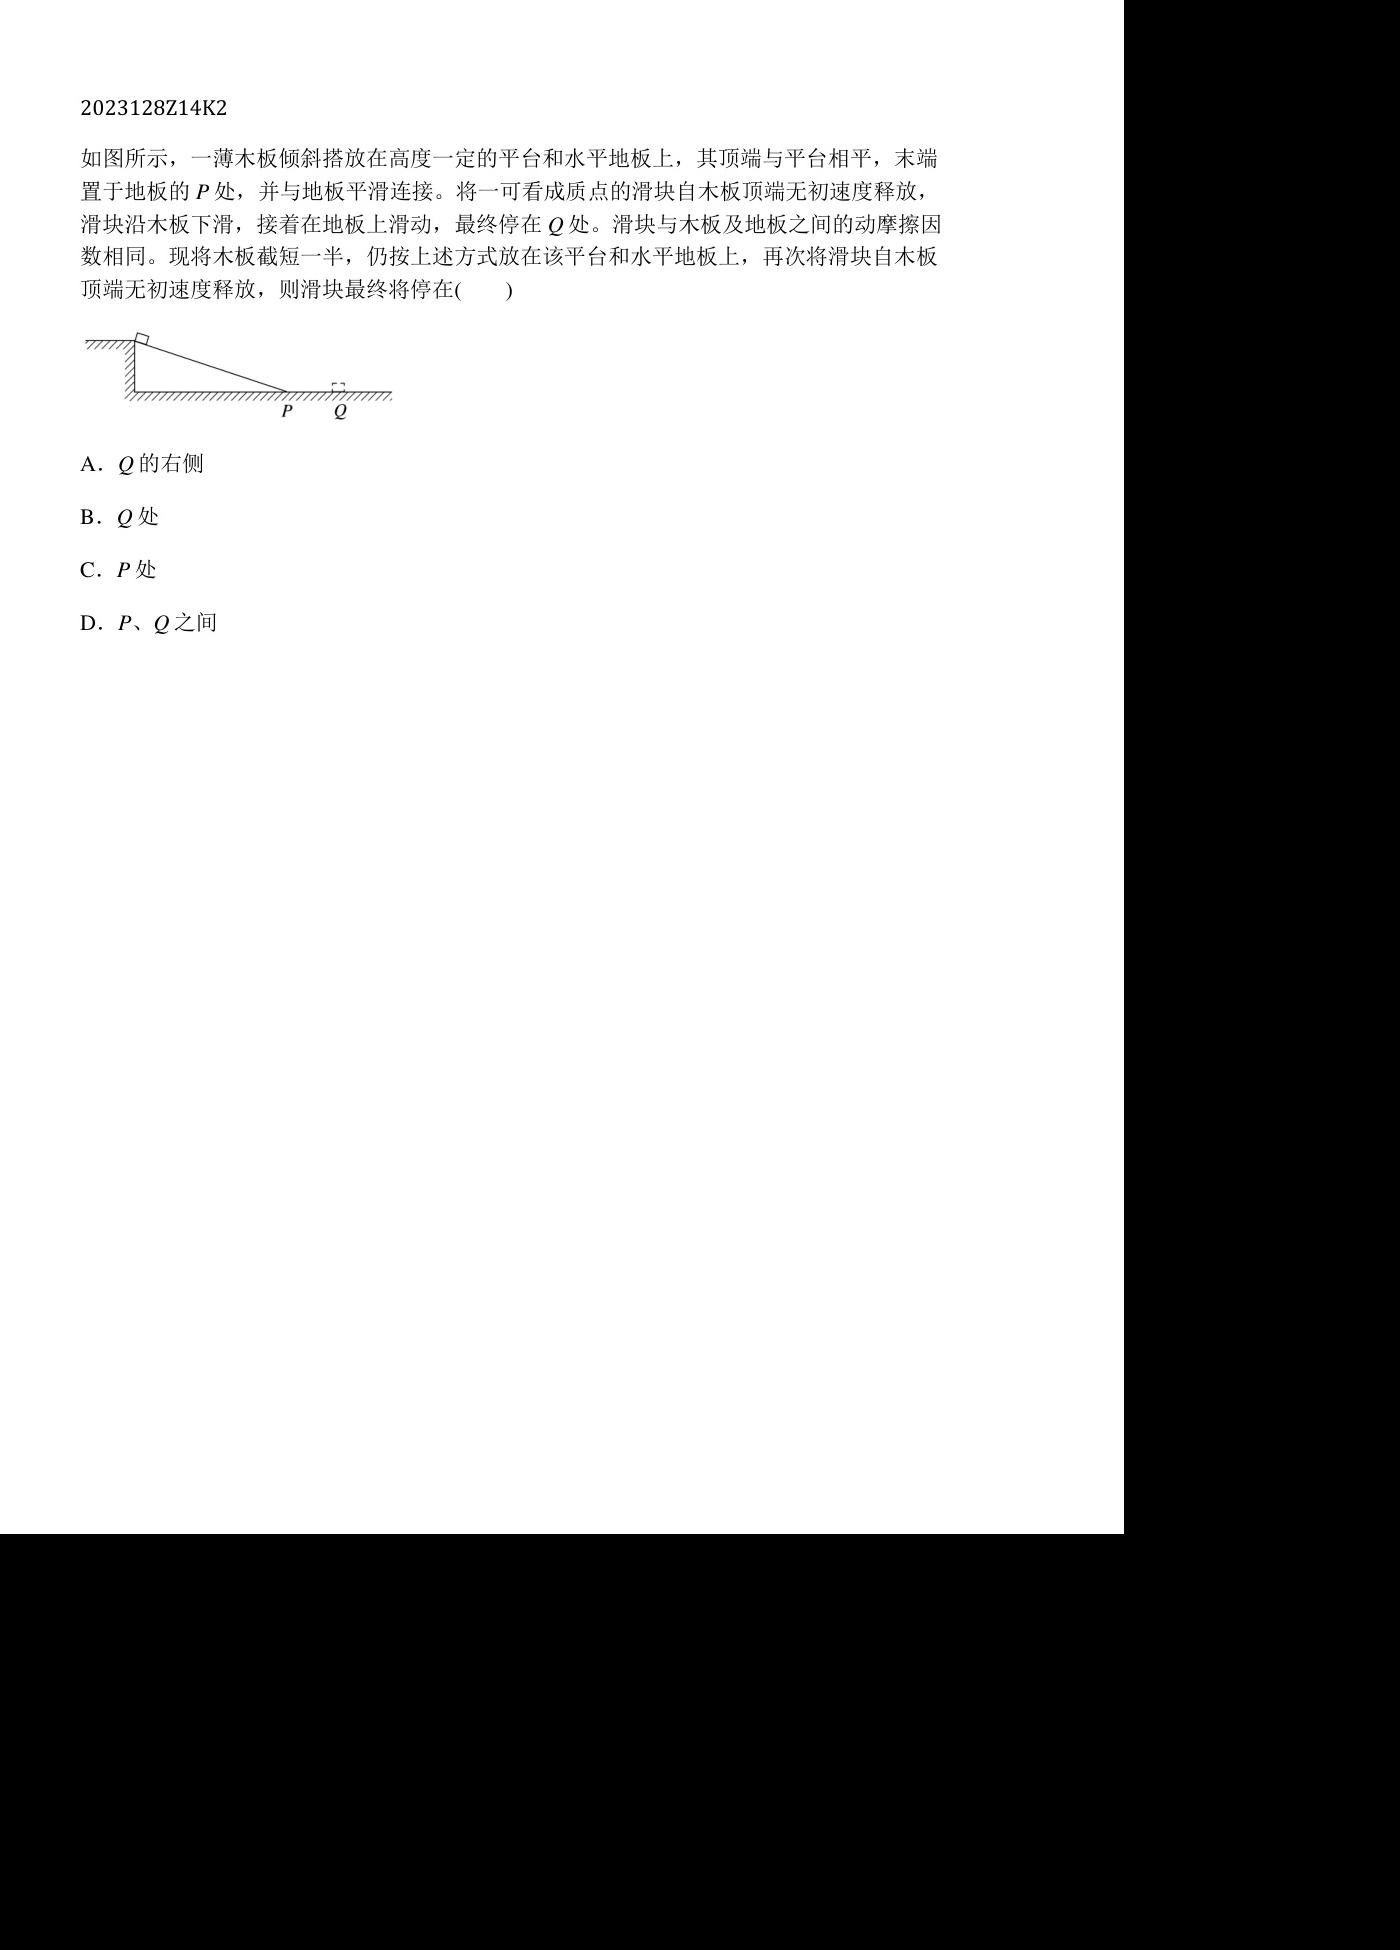 2023128Z14K2
如图所示，一薄木板倾斜搭放在高度一定的平台和水平地板上，其顶端与平台相平，末端
置于地板的 P 处，并与地板平滑连接。将一可看成质点的滑块自木板顶端无初速度释放，
滑块沿木板下滑，接着在地板上滑动，最终停在 Q 处。滑块与木板及地板之间的动摩擦因
数相同。现将木板截短一半，仍按上述方式放在该平台和水平地板上，再次将滑块自木板
顶端无初速度释放，则滑块最终将停在(　　)
P Q
A．Q 的右侧
B．Q 处
C．P 处
D．P、Q 之间